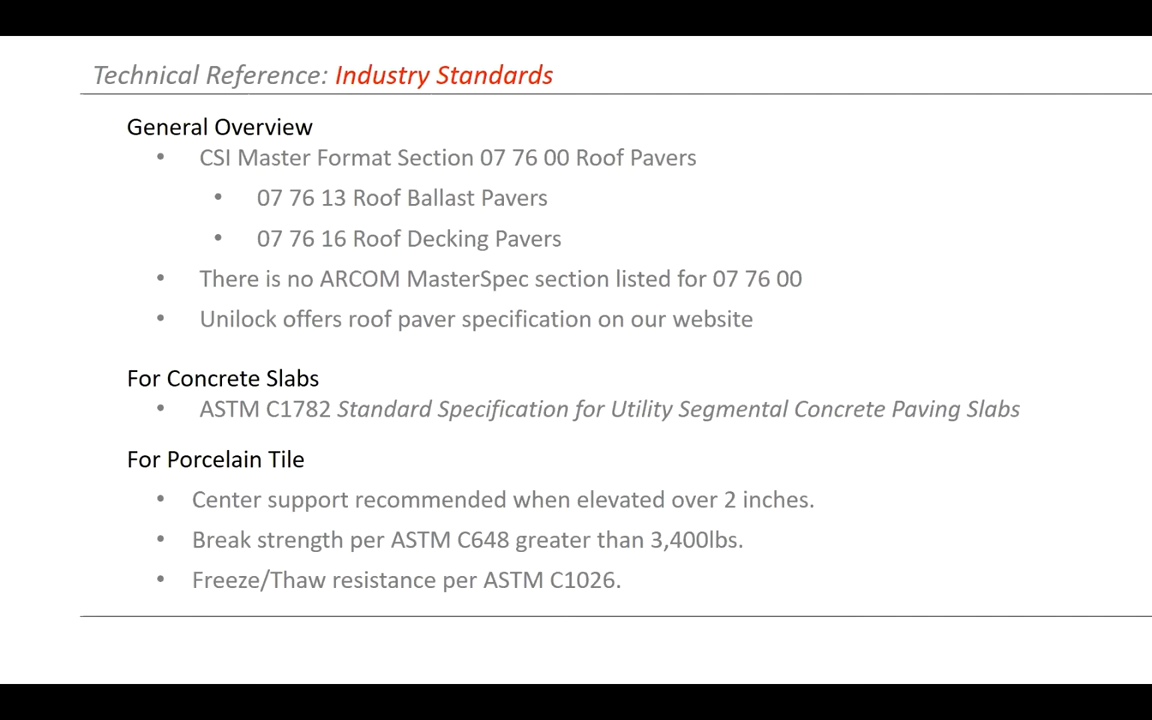 Technical Reference: Industry Standards
General Overview
• CSI Master Format Section 07 76 00 Roof Pavers
• 07 76 13 Roof Ballast Pavers
• 07 76 16 Roof Decking Pavers
• There is no ARCOM MasterSpec section listed for 07 76 00
• Unilock offers roof paver specification on our website
For Concrete Slabs
• ASTM C1782 Standard Specification for Utility Segmental Concrete Paving Slabs
For Porcelain Tile
• Center support recommended when elevated over 2 inches.
• Break strength per ASTM C648 greater than 3,400lbs.
• Freeze/Thaw resistance per ASTM C1026.